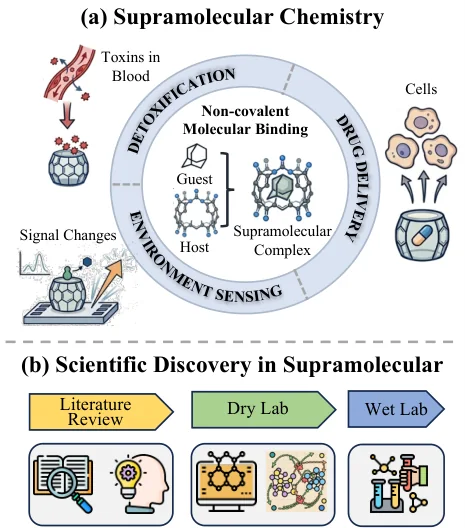 (a) Supramolecular Chemistry
Toxins in
Blood
DETOXIFICATION
DRUG DELIVERY
ENVIRONMENT SENSING
Non-covalent
Molecular Binding
Guest
Host
Supramolecular
Complex
Cells
Signal Changes
(b) Scientific Discovery in Supramolecular
Literature
Review
Dry Lab
Wet Lab